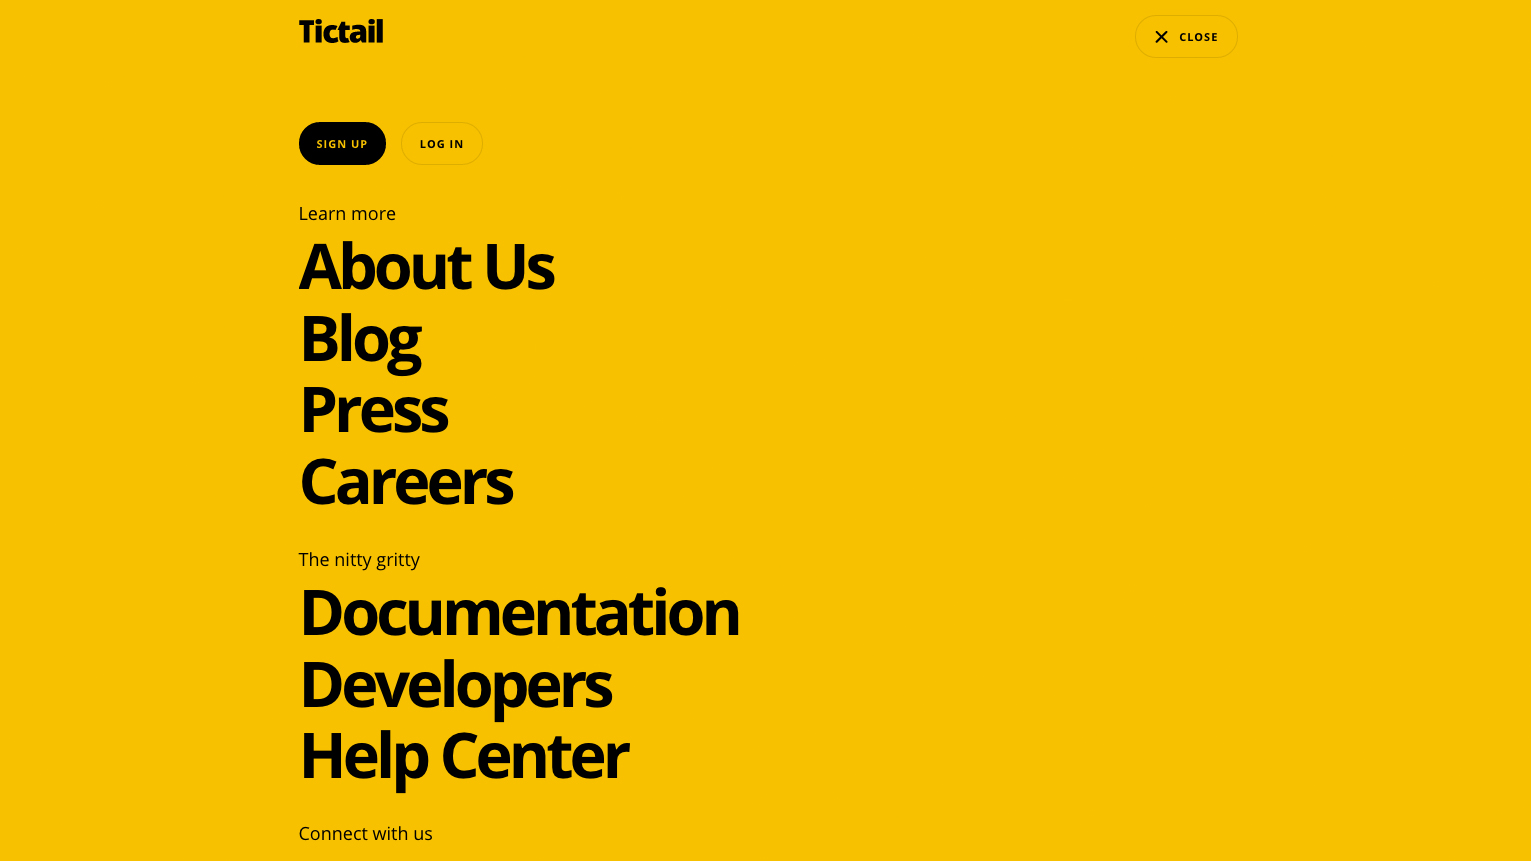 Tictail
CLOSE
SIGN UP
LOG IN
Learn more
About Us
Blog
Press
Careers
The nitty gritty
Documentation
Developers
Help Center
Connect with us